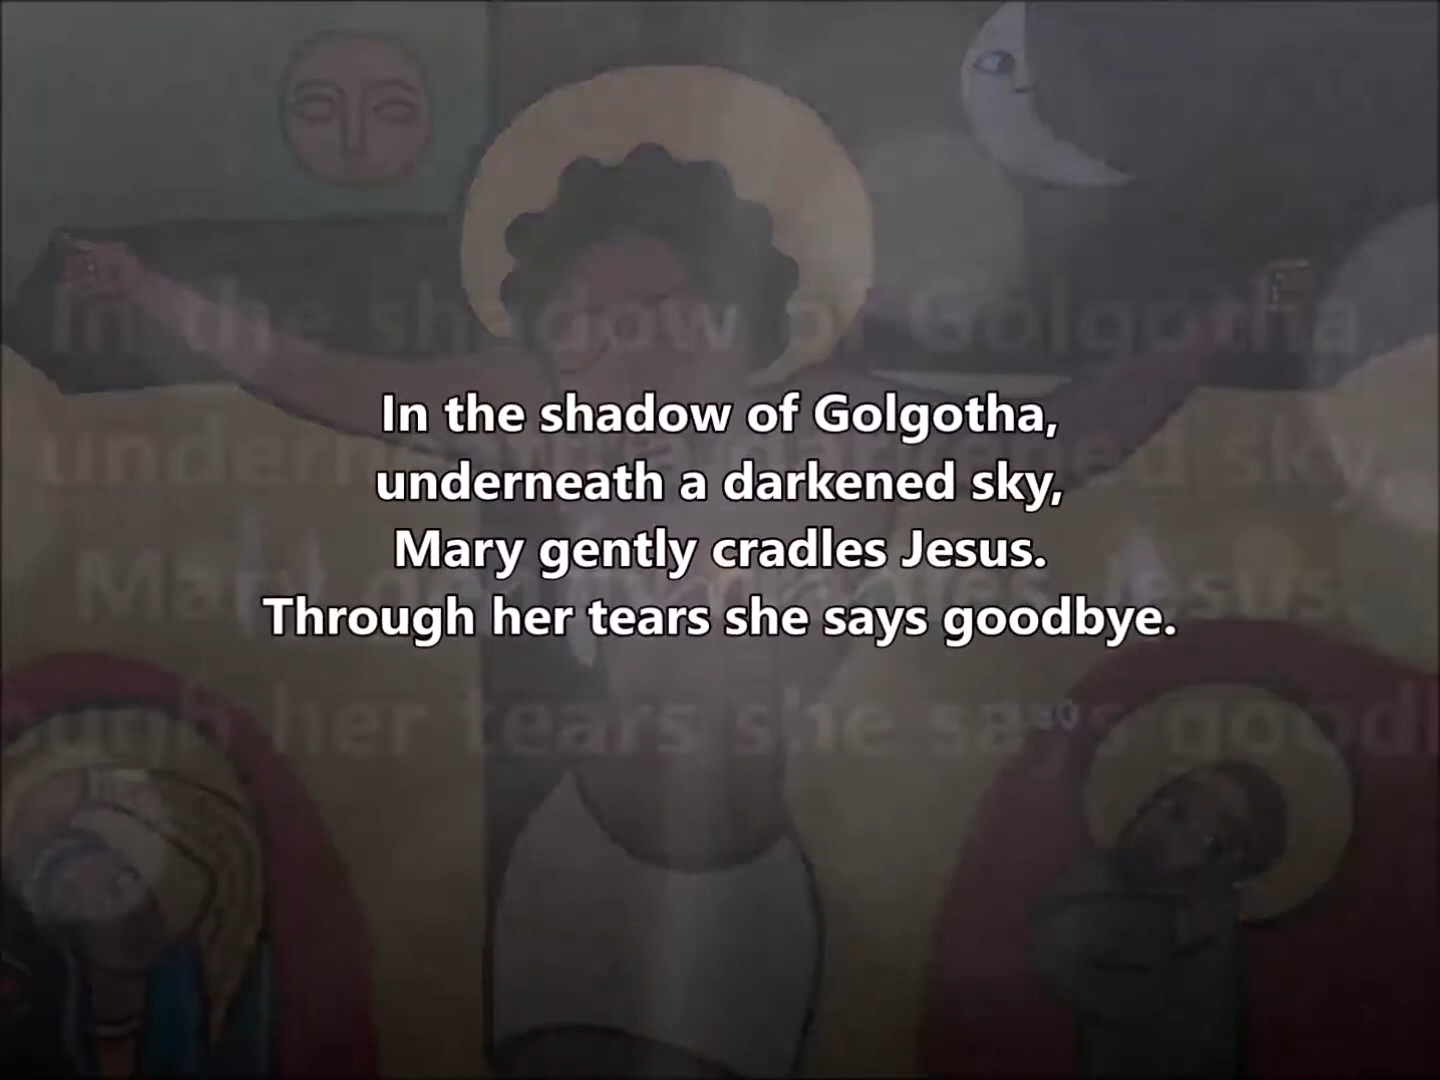 In the shadow of Golgotha,
underneath a darkened sky,
Mary gently cradles Jesus.
Through her tears she says goodbye.